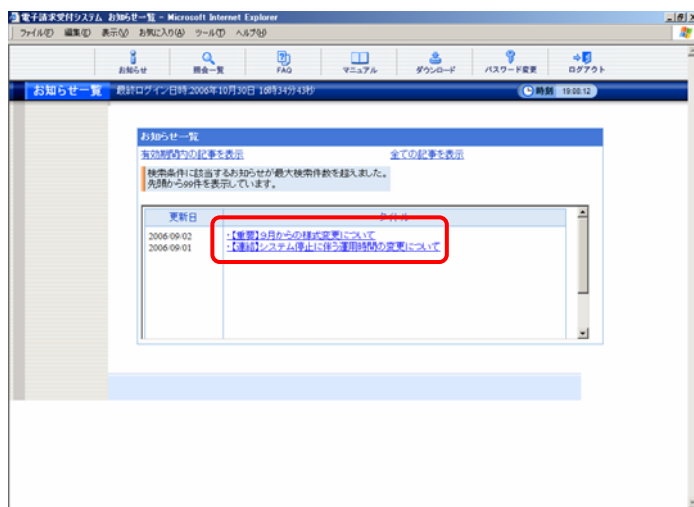 電子請求受付システム お知らせ一覧 - Microsoft Internet Explorer
ファイル(F) 編集(E) 表示(V) お気に入り(A) ツール(T) ヘルプ(H)
お知らせ 照会一覧 FAQ マニュアル ダウンロード パスワード変更 ログアウト
お知らせ一覧 最終ログイン日時:2006年10月30日 16時34分43秒 時刻 19:08:12
お知らせ一覧
有効期間内の記事を表示 全ての記事を表示
検索条件に該当するお知らせが最大検索件数を超えました。
先頭から99件を表示しています。
更新日 タイトル
2006/09/02 ・【重要】9月からの様式変更について
2006/09/01 ・【連絡】システム停止に伴う運用時間の変更について